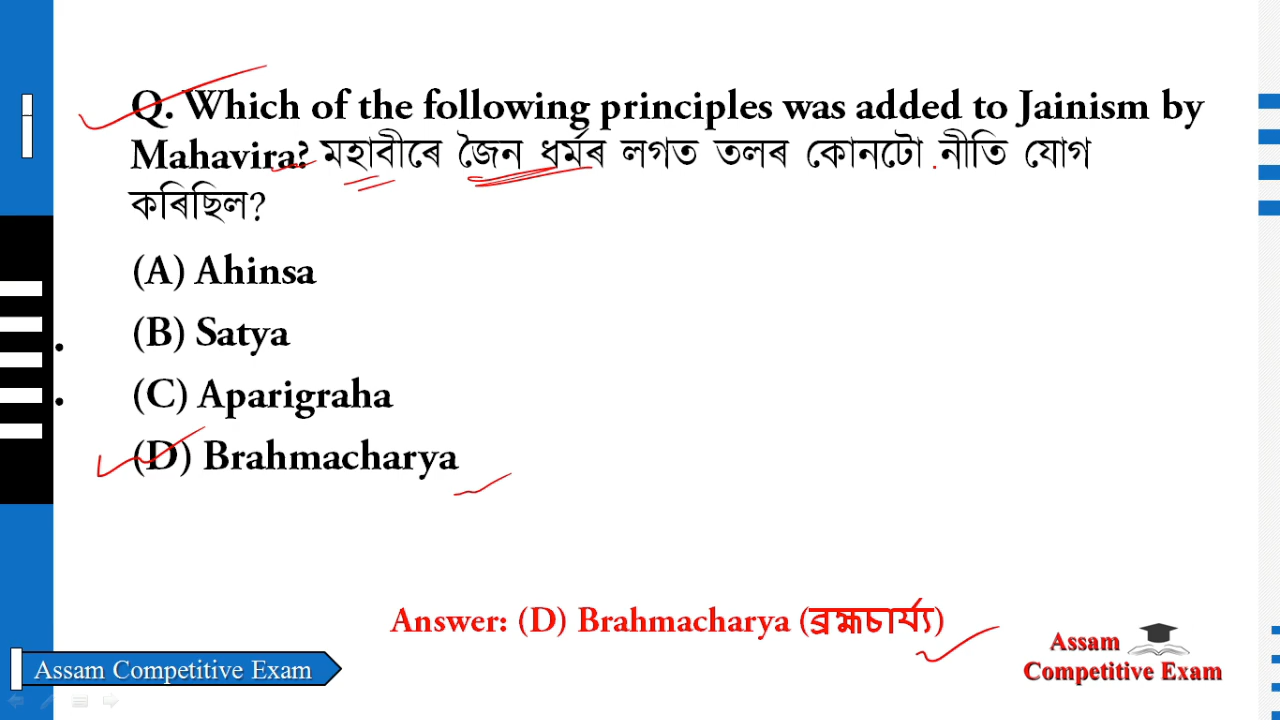 Q. Which of the following principles was added to Jainism by
Mahavira? মহাবীৰে জৈন ধৰ্মৰ লগত তলৰ কোনটো নীতি যোগ
কৰিছিল?
(A) Ahinsa
(B) Satya
(C) Aparigraha
(D) Brahmacharya
Answer: (D) Brahmacharya (ব্ৰহ্মচাৰ্য্য)
Assam Competitive Exam
Assam
Competitive Exam